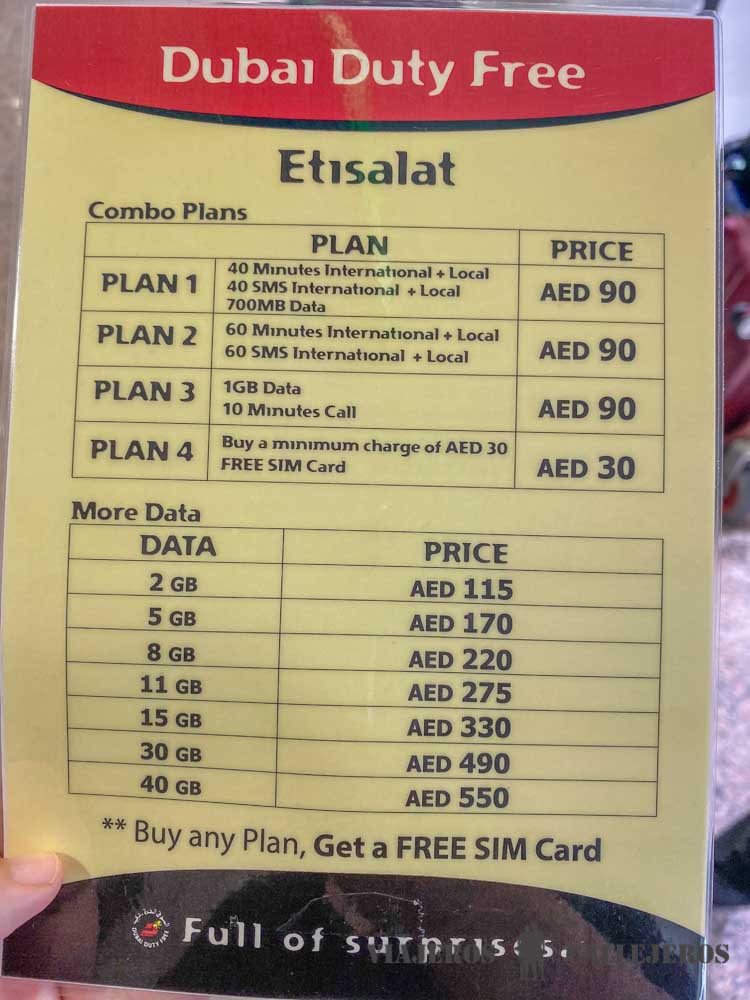 Dubai Duty Free
Etisalat
Combo Plans
PLAN PRICE
PLAN 1 40 Minutes International + Local
40 SMS International + Local
700MB Data AED 90
PLAN 2 60 Minutes International + Local
60 SMS International + Local AED 90
PLAN 3 1GB Data
10 Minutes Call AED 90
PLAN 4 Buy a minimum charge of AED 30
FREE SIM Card AED 30
More Data
DATA PRICE
2 GB AED 115
5 GB AED 170
8 GB AED 220
11 GB AED 275
15 GB AED 330
30 GB AED 490
40 GB AED 550
** Buy any Plan, Get a FREE SIM Card
DUBAI DUTY FREE
Full of surprises.
VIAJEROS CALLEJEROS